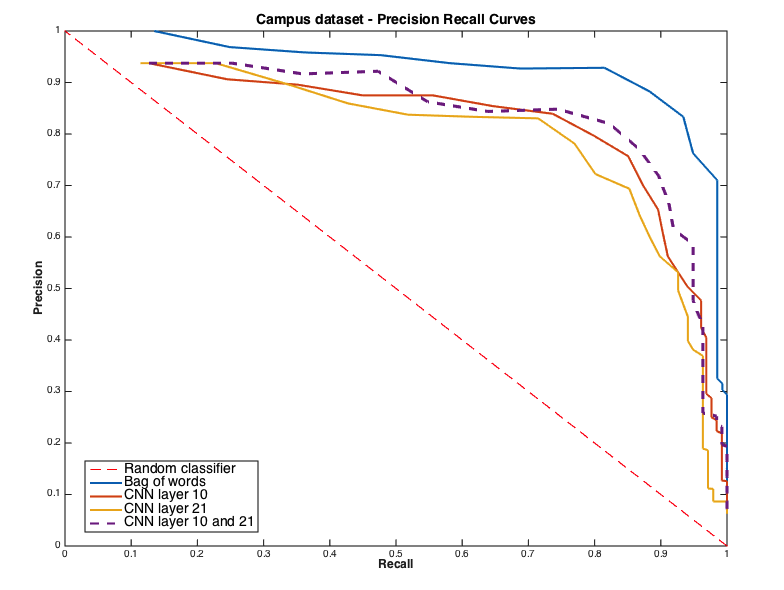 Campus dataset - Precision Recall Curves
1
0.9
0.8
0.7
0.6
0.5
0.4
0.3
0.2
0.1
0
Precision
Random classifier
Bag of words
CNN layer 10
CNN layer 21
CNN layer 10 and 21
0 0.1 0.2 0.3 0.4 0.5 0.6 0.7 0.8 0.9 1
Recall